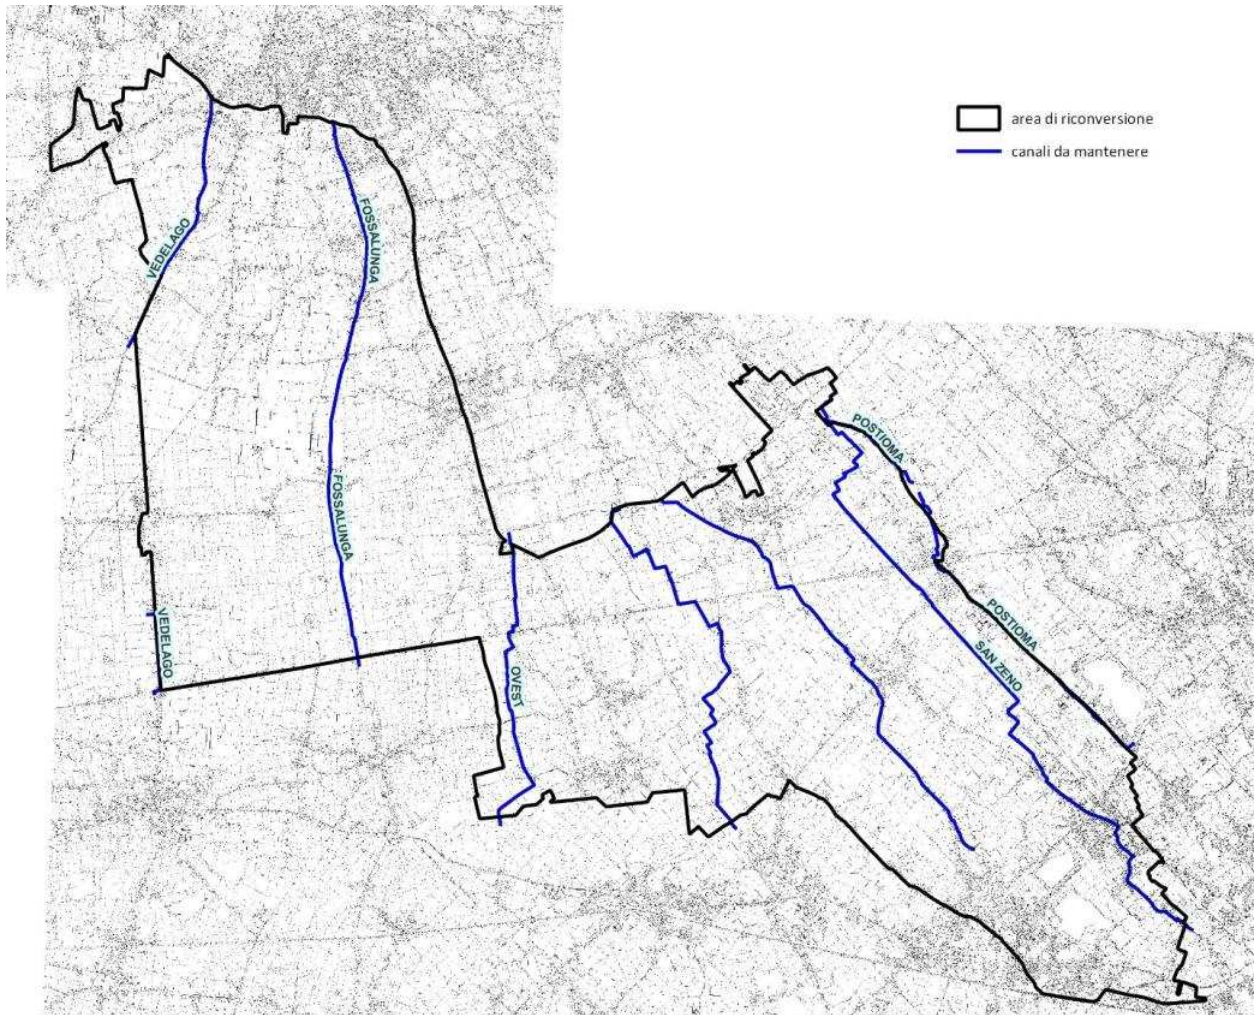 area di riconversione
canali da mantenere
VEDELAGO
FOSSALUNGA
POSTIOMA
FOSSALUNGA
POSTIOMA
VEDELAGO
OVEST
SAN ZENO